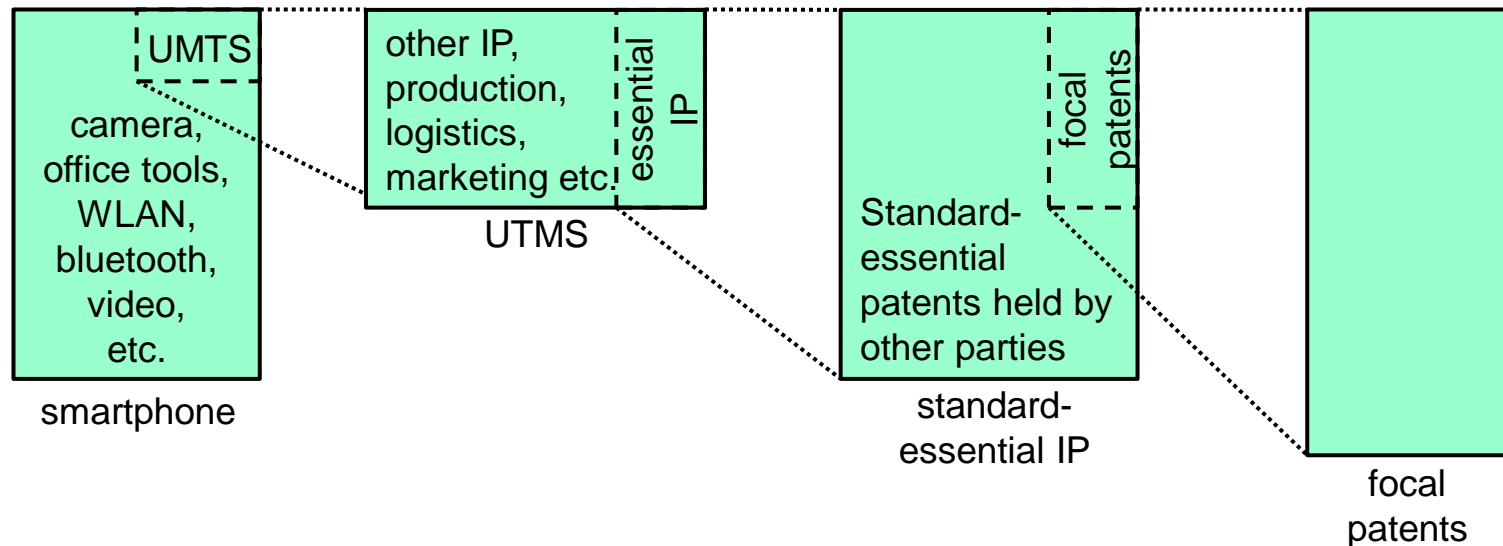 UMTS
camera,
office tools,
WLAN,
bluetooth,
video,
etc.
smartphone
other IP,
production,
logistics,
marketing etc.
essential
IP
UTMS
focal
patents
Standard-
essential
patents held by
other parties
standard-
essential IP
focal
patents